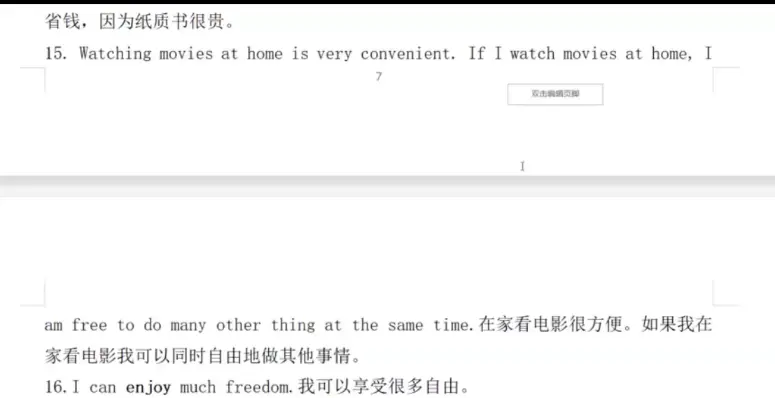 省钱，因为纸质书很贵。
15. Watching movies at home is very convenient. If I watch movies at home, I
7
双击编辑页脚
am free to do many other thing at the same time.在家看电影很方便。如果我在
家看电影我可以同时自由地做其他事情。
16.I can enjoy much freedom.我可以享受很多自由。